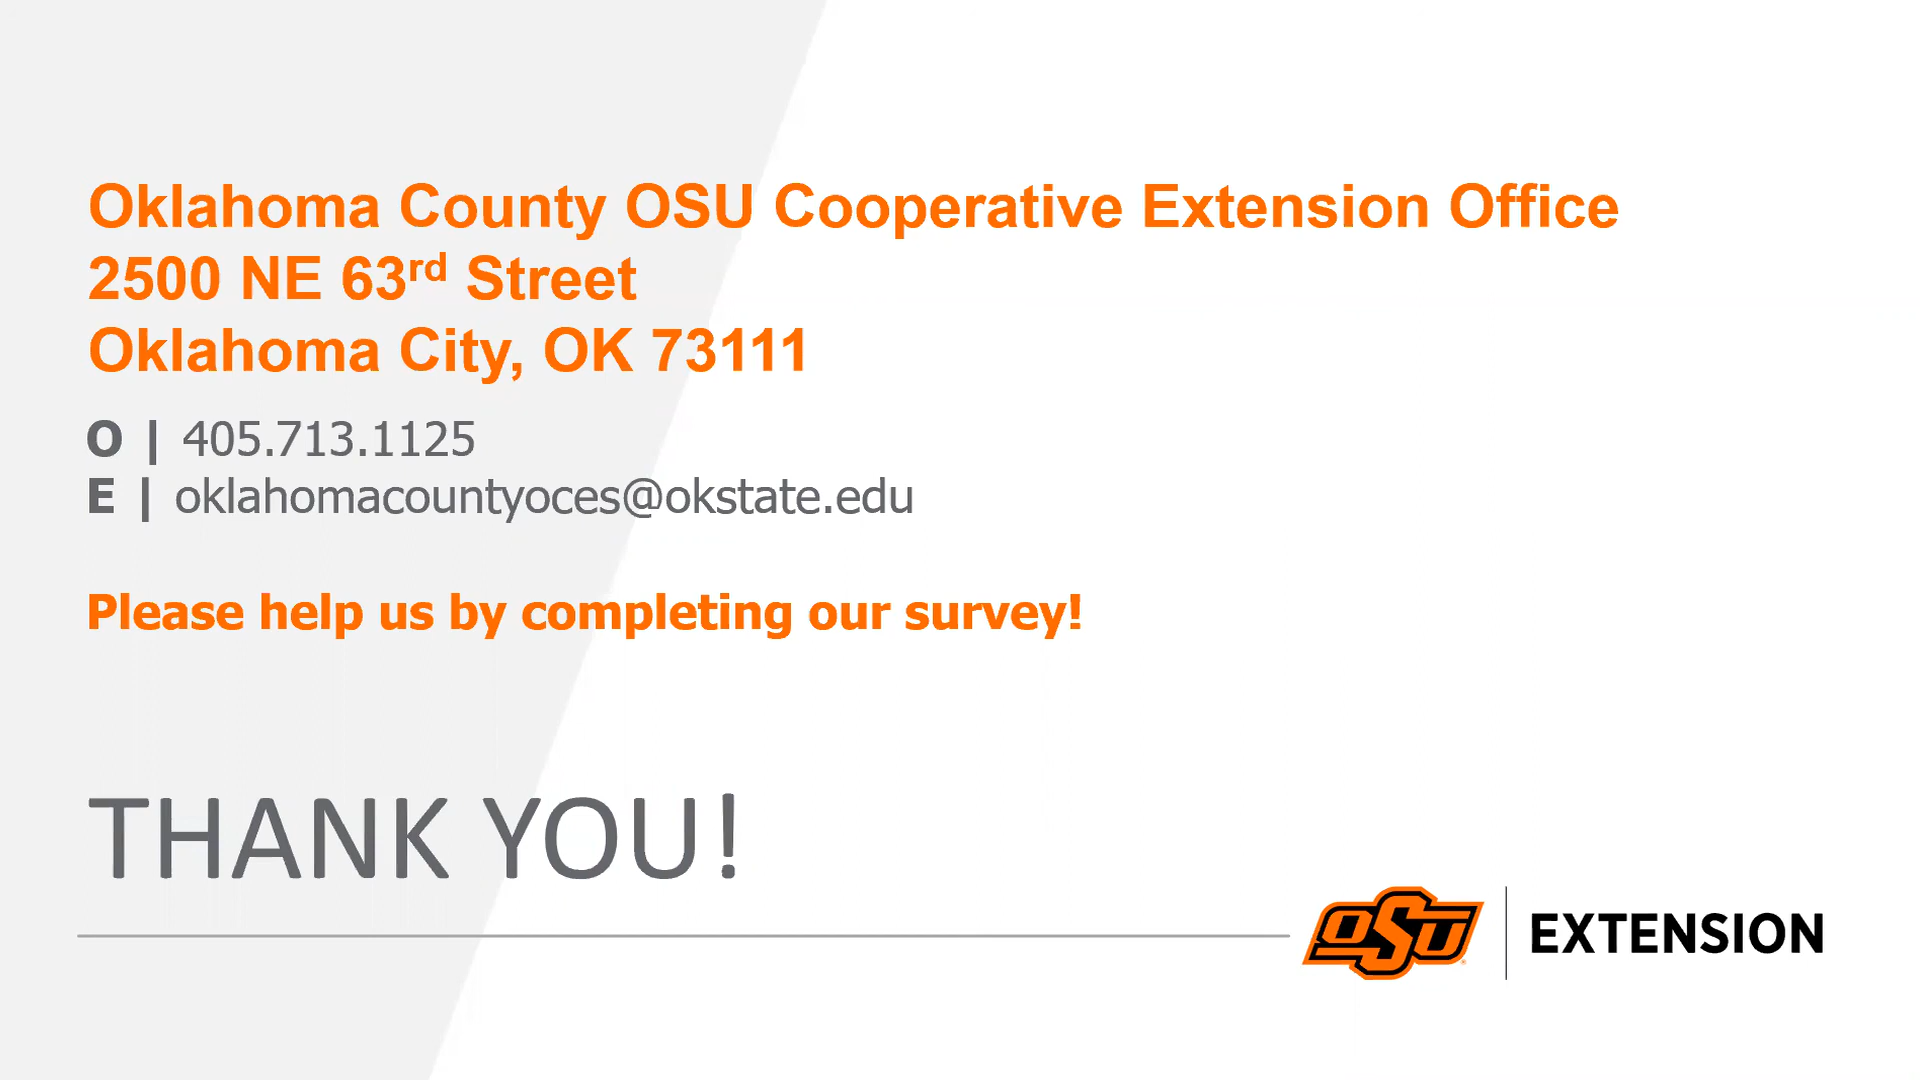 Oklahoma County OSU Cooperative Extension Office
2500 NE 63rd Street
Oklahoma City, OK 73111
O | 405.713.1125
E | oklahomacountyoces@okstate.edu
Please help us by completing our survey!
THANK YOU!
OSU EXTENSION